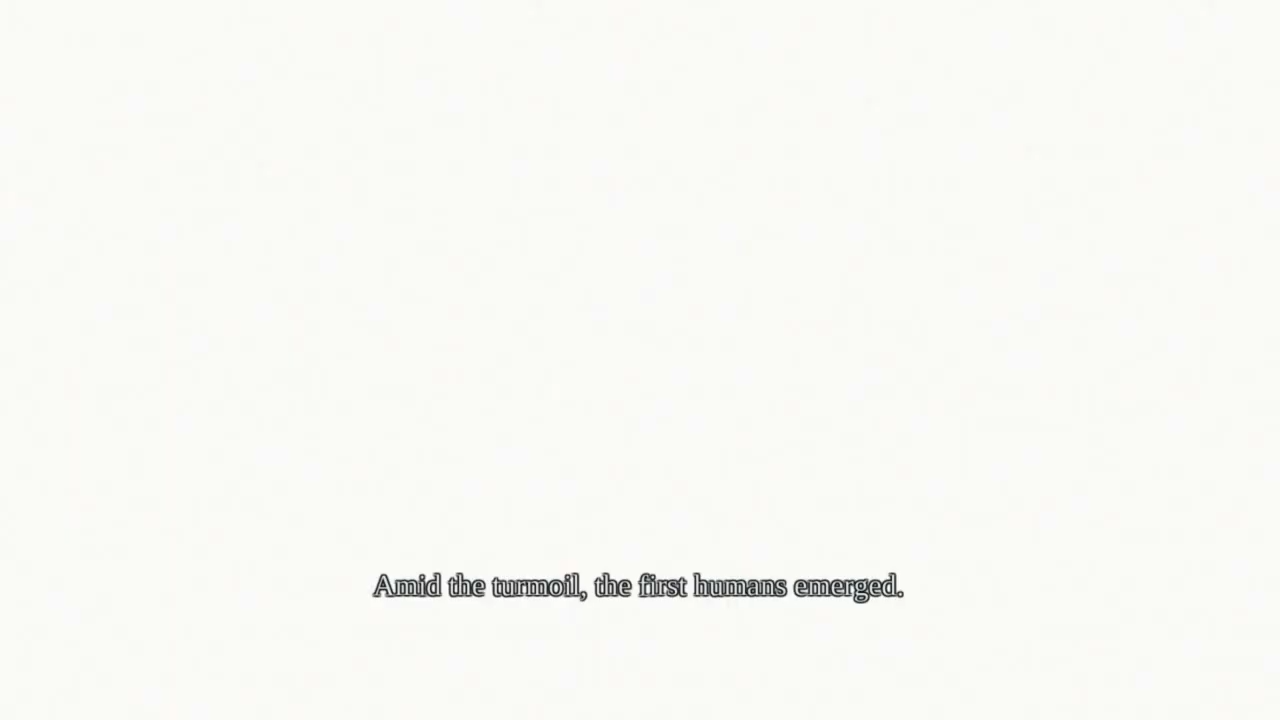 Amid the turmoil, the first humans emerged.